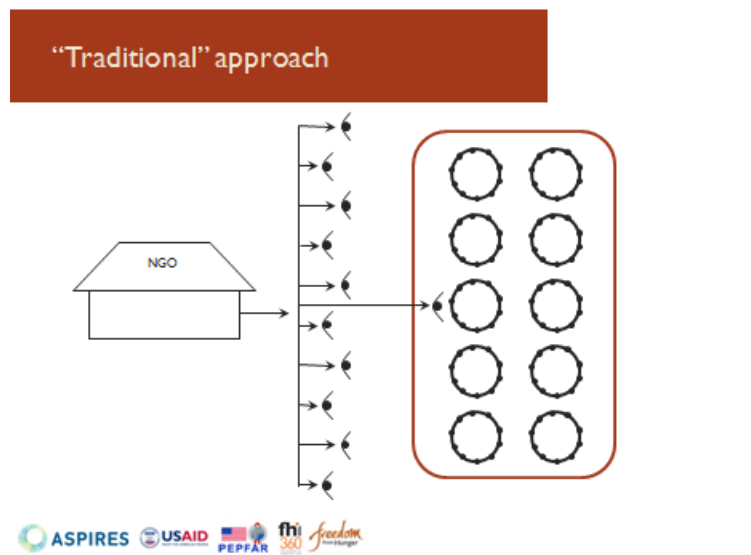 “Traditional” approach
NGO
ASPIRES
USAID
PEPFAR
fhi
360
freedom
from Hunger